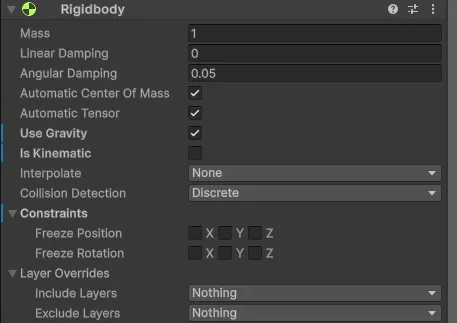 Rigidbody
Mass 1
Linear Damping 0
Angular Damping 0.05
Automatic Center Of Mass
Automatic Tensor
Use Gravity
Is Kinematic
Interpolate None
Collision Detection Discrete
Constraints
Freeze Position X Y Z
Freeze Rotation X Y Z
Layer Overrides
Include Layers Nothing
Exclude Layers Nothing